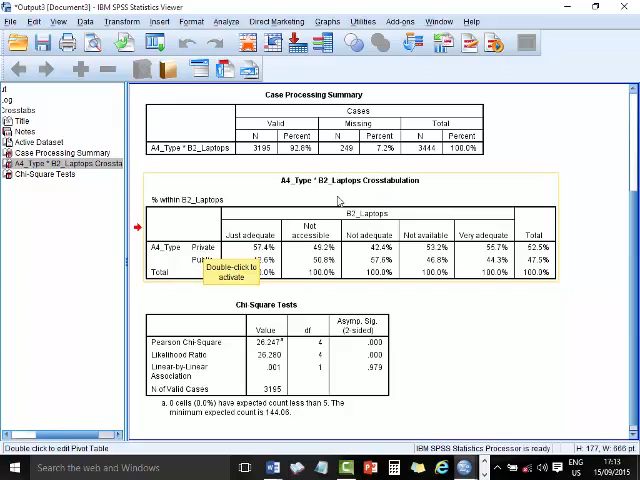 *Output3 [Document3] - IBM SPSS Statistics Viewer
File Edit View Data Transform Insert Format Analyze Direct Marketing Graphs Utilities Add-ons Window Help
ut
Log
Crosstabs
Title
Notes
Active Dataset
Case Processing Summary
A4_Type * B2_Laptops Crossta
Chi-Square Tests
Case Processing Summary
Cases
Valid Missing Total
N Percent N Percent N Percent
A4_Type * B2_Laptops 3195 92.8% 249 7.2% 3444 100.0%
A4_Type * B2_Laptops Crosstabulation
% within B2_Laptops
B2_Laptops
Just adequate Not accessible Not adequate Not available Very adequate Total
A4_Type Private 57.4% 49.2% 42.4% 53.2% 55.7% 52.5%
50.8% 57.6% 46.8% 44.3% 47.5%
Total 100.0% 100.0% 100.0% 100.0% 100.0%
Double-click to
activate
Chi-Square Tests
Value df Asymp. Sig. (2-sided)
Pearson Chi-Square 26.247a 4 .000
Likelihood Ratio 26.280 4 .000
Linear-by-Linear Association .001 1 .979
N of Valid Cases 3195
a. 0 cells (0.0%) have expected count less than 5. The
minimum expected count is 144.06.
Double click to edit Pivot Table IBM SPSS Statistics Processor is ready H: 177, W: 666 pt.
Search the web and Windows
ENG 17:13
US 15/09/2015